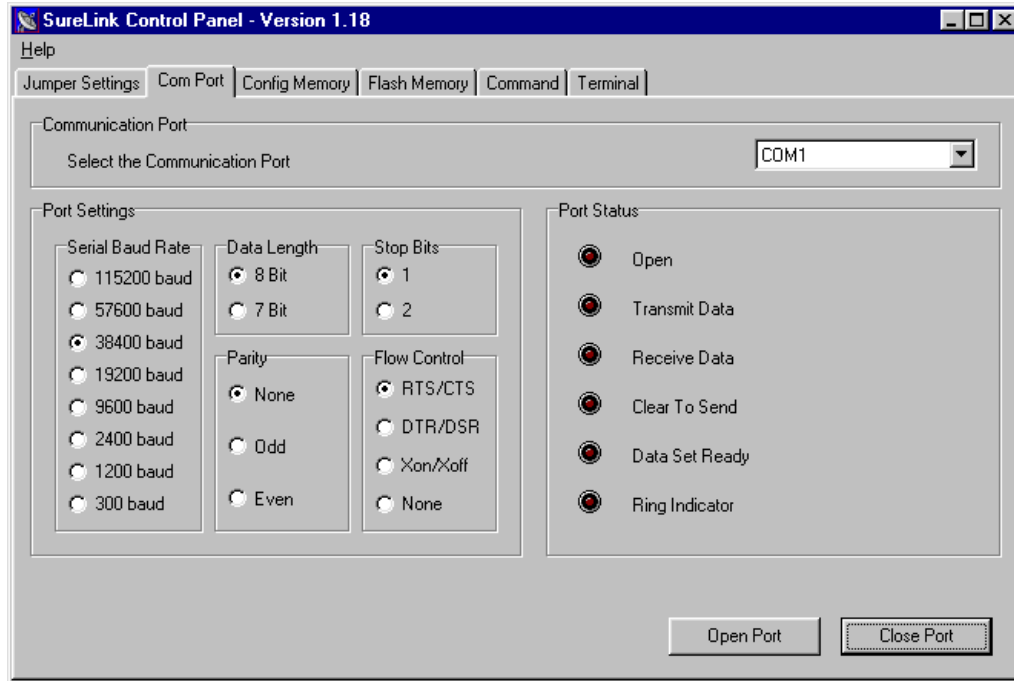 SureLink Control Panel - Version 1.18
Help
Jumper Settings Com Port Config Memory Flash Memory Command Terminal
Communication Port
Select the Communication Port COM1
Port Settings
Serial Baud Rate
115200 baud
57600 baud
38400 baud
19200 baud
9600 baud
2400 baud
1200 baud
300 baud
Data Length
8 Bit
7 Bit
Stop Bits
1
2
Parity
None
Odd
Even
Flow Control
RTS/CTS
DTR/DSR
Xon/Xoff
None
Port Status
Open
Transmit Data
Receive Data
Clear To Send
Data Set Ready
Ring Indicator
Open Port Close Port